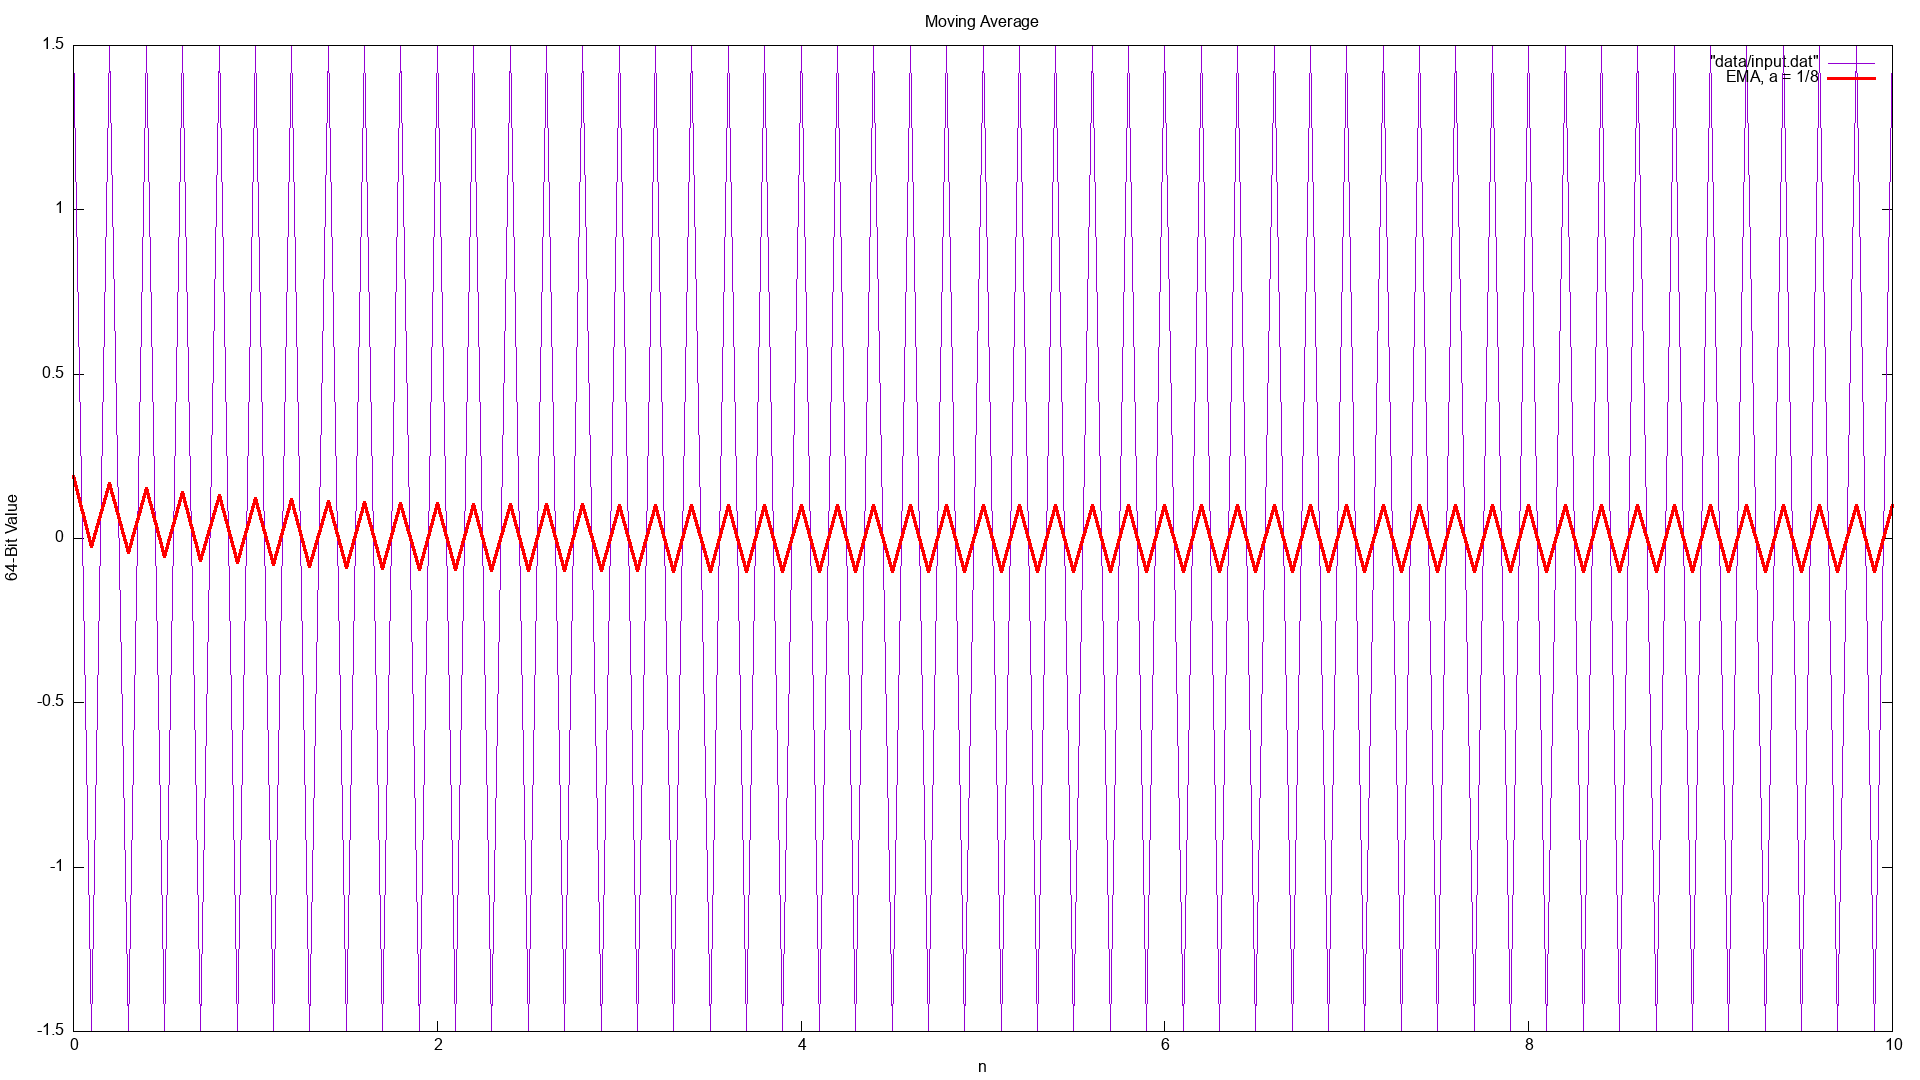 Moving Average
"data/input.dat"
EMA, a = 1/8
1.5
1
0.5
0
-0.5
-1
-1.5
64-Bit Value
0 2 4 6 8 10
n